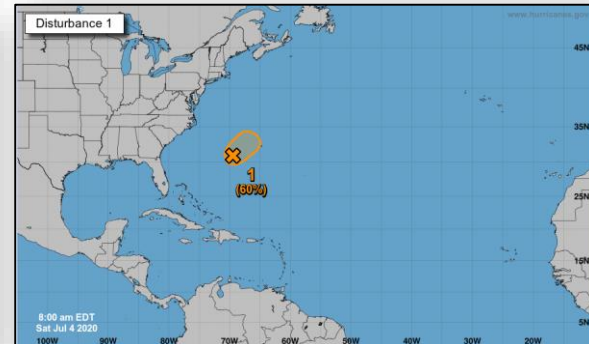 Disturbance 1
www.hurricanes.gov
45N
35N
25N
15N
5N
1
(60%)
8:00 am EDT
Sat Jul 4 2020
100W 90W 80W 70W 60W 50W 40W 30W 20W 10W